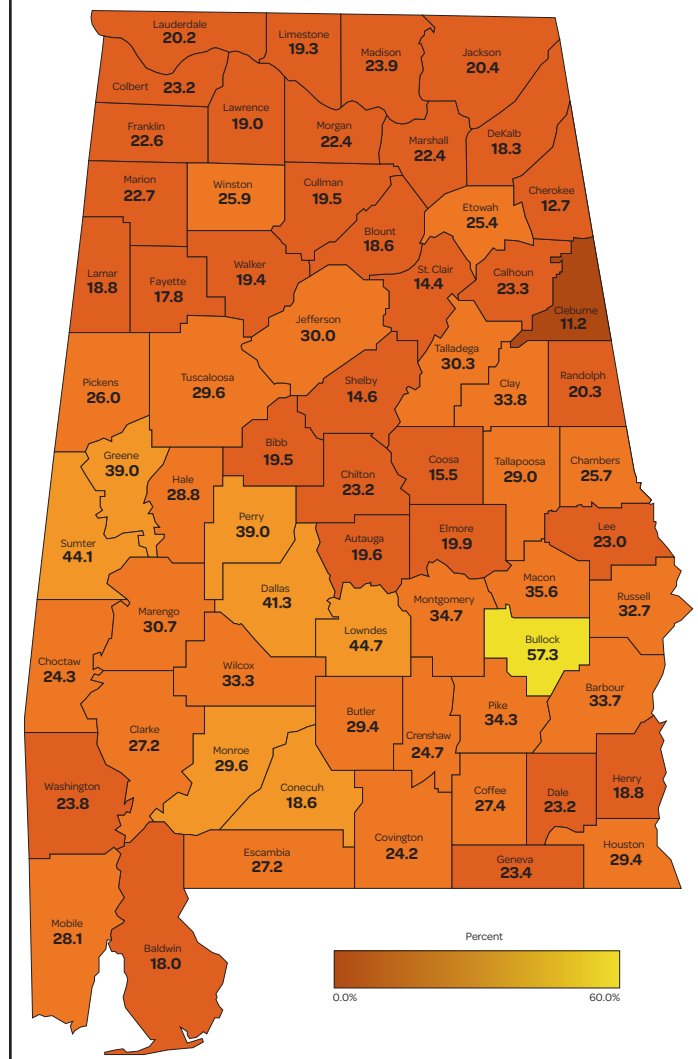 Lauderdale
20.2
Limestone
19.3
Madison
23.9
Jackson
20.4
Colbert 23.2
Lawrence
19.0
Franklin
22.6
Morgan
22.4
Marshall
22.4
DeKalb
18.3
Marion
22.7
Winston
25.9
Cullman
19.5
Cherokee
12.7
Etowah
25.4
Blount
18.6
Lamar
18.8
Fayette
17.8
Walker
19.4
St. Clair
14.4
Calhoun
23.3
Cleburne
11.2
Jefferson
30.0
Talladega
30.3
Pickens
26.0
Tuscaloosa
29.6
Shelby
14.6
Clay
33.8
Randolph
20.3
Greene
39.0
Hale
28.8
Bibb
19.5
Chilton
23.2
Coosa
15.5
Tallapoosa
29.0
Chambers
25.7
Sumter
44.1
Perry
39.0
Autauga
19.6
Elmore
19.9
Lee
23.0
Macon
35.6
Russell
32.7
Dallas
41.3
Marengo
30.7
Lowndes
44.7
Montgomery
34.7
Bullock
57.3
Choctaw
24.3
Wilcox
33.3
Barbour
33.7
Clarke
27.2
Butler
29.4
Crenshaw
24.7
Pike
34.3
Monroe
29.6
Conecuh
18.6
Washington
23.8
Coffee
27.4
Dale
23.2
Henry
18.8
Escambia
27.2
Covington
24.2
Geneva
23.4
Houston
29.4
Mobile
28.1
Baldwin
18.0
Percent
0.0% 60.0%